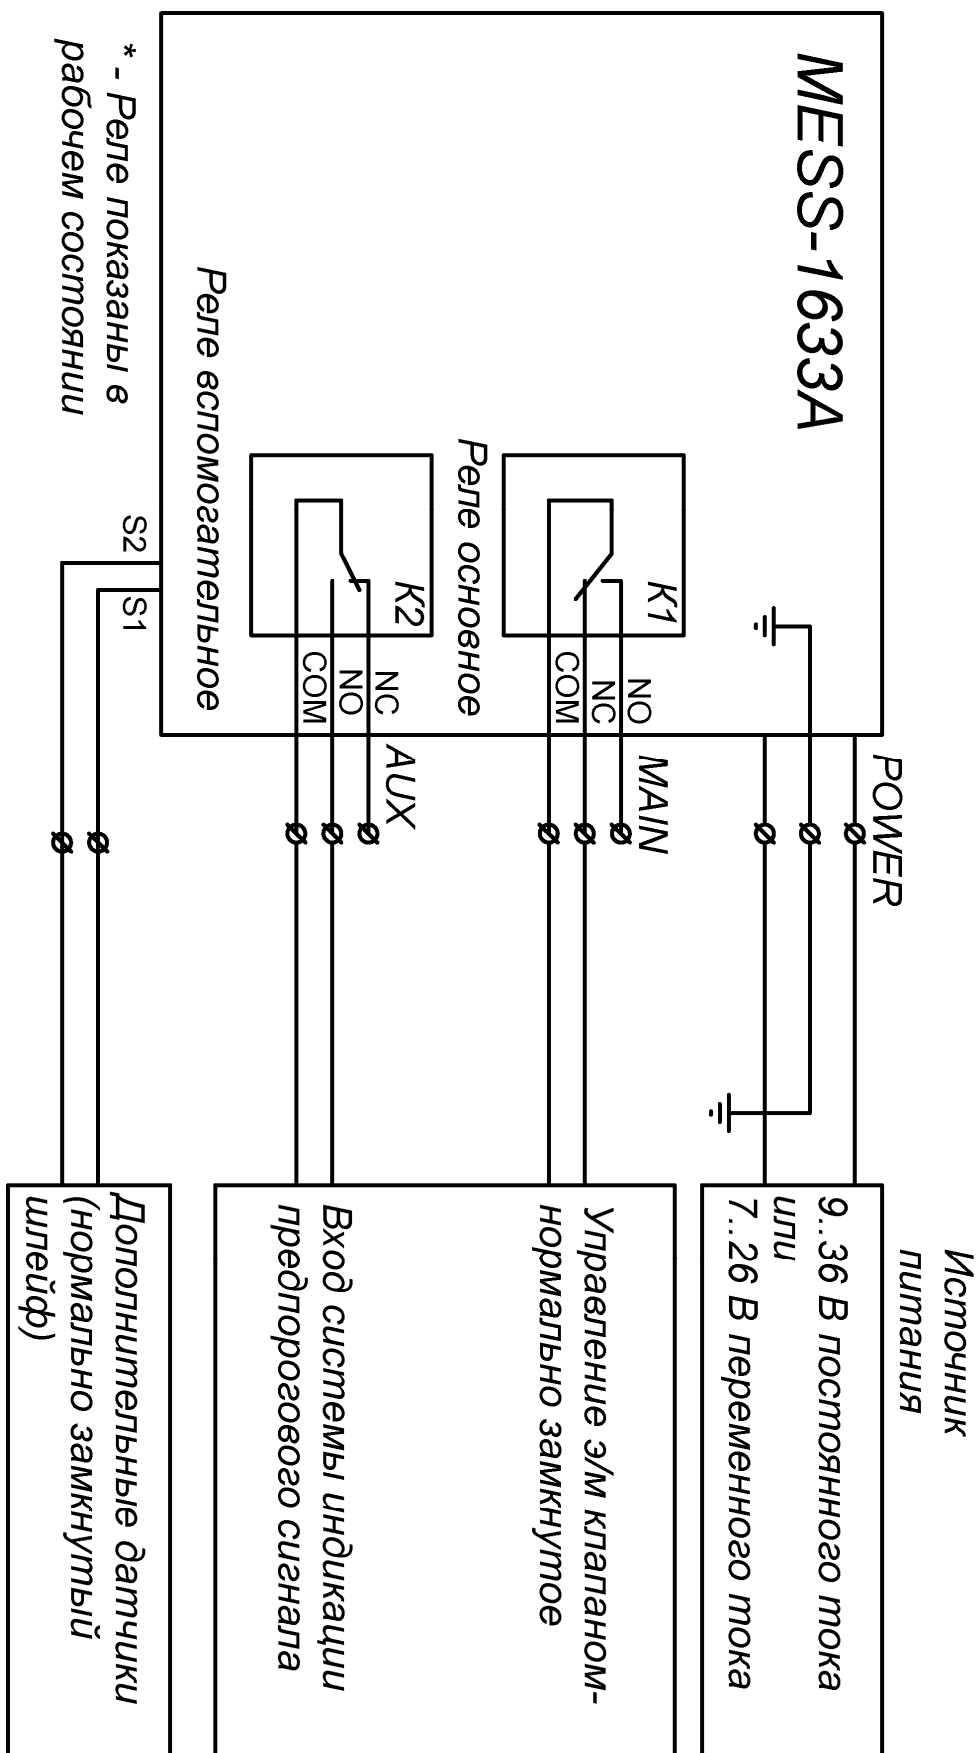 MESS-1633A
POWER
Источник
питания
9..36 В постоянного тока
или
7..26 В переменного тока
K1
NO
NC
COM
MAIN
Реле основное
Управление э/м клапаном-
нормально замкнутое
K2
NC
NO
COM
AUX
Реле вспомогательное
Вход системы индикации
предпорогового сигнала
S2
S1
Дополнительные датчики
(нормально замкнутый
шлейф)
* - Реле показаны в
рабочем состоянии